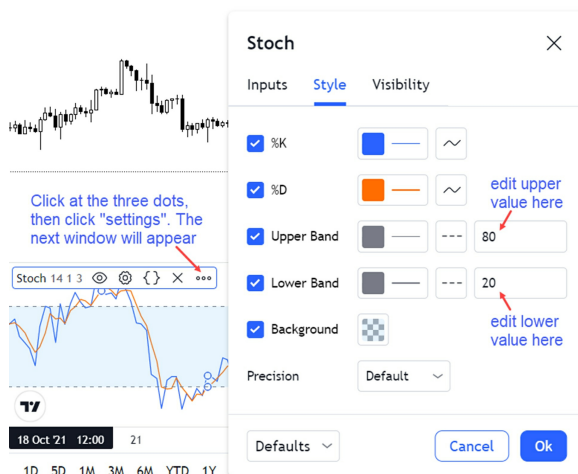 Stoch
Inputs Style Visibility
%K
%D
edit upper
value here
Upper Band 80
Lower Band 20
edit lower
value here
Background
Precision Default
Defaults Cancel Ok
Click at the three dots,
then click "settings". The
next window will appear
Stoch 14 1 3
18 Oct '21 12:00 21
1D 5D 1M 3M 6M YTD 1Y